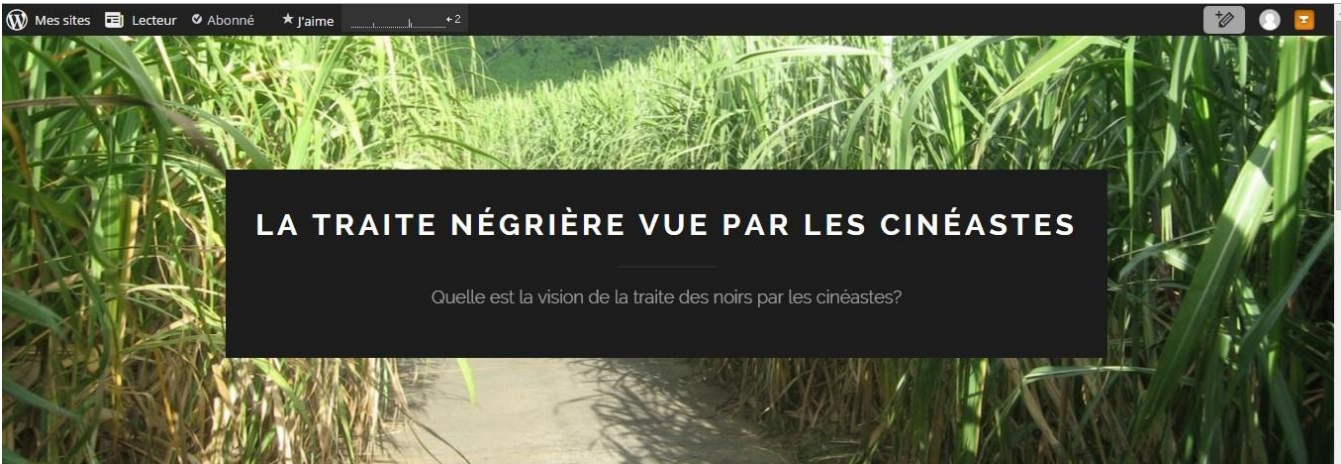 Mes sites Lecteur Abonné J'aime +2
LA TRAITE NÉGRIÈRE VUE PAR LES CINÉASTES
Quelle est la vision de la traite des noirs par les cinéastes?